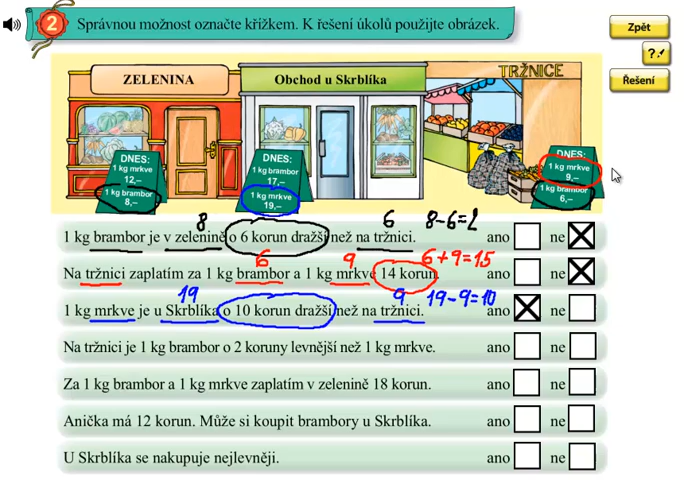 2 Správnou možnost označte křížkem. K řešení úkolů použijte obrázek.
Zpět
?
Řešení
ZELENINA
Obchod u Skrblíka
TRŽNICE
DNES:
1 kg mrkve
12,–
1 kg brambor
8,–
DNES:
1 kg brambor
17,–
1 kg mrkve
19,–
DNES:
1 kg mrkve
9,–
1 kg brambor
6,–
8 6 8-6=2
1 kg brambor je v zelenině o 6 korun dražší než na tržnici. ano ne
6 9 6+9=15
Na tržnici zaplatím za 1 kg brambor a 1 kg mrkve 14 korun. ano ne
19 9 19-9=10
1 kg mrkve je u Skrblíka o 10 korun dražší než na tržnici. ano ne
Na tržnici je 1 kg brambor o 2 koruny levnější než 1 kg mrkve. ano ne
Za 1 kg brambor a 1 kg mrkve zaplatím v zelenině 18 korun. ano ne
Anička má 12 korun. Může si koupit brambory u Skrblíka. ano ne
U Skrblíka se nakupuje nejlevněji. ano ne